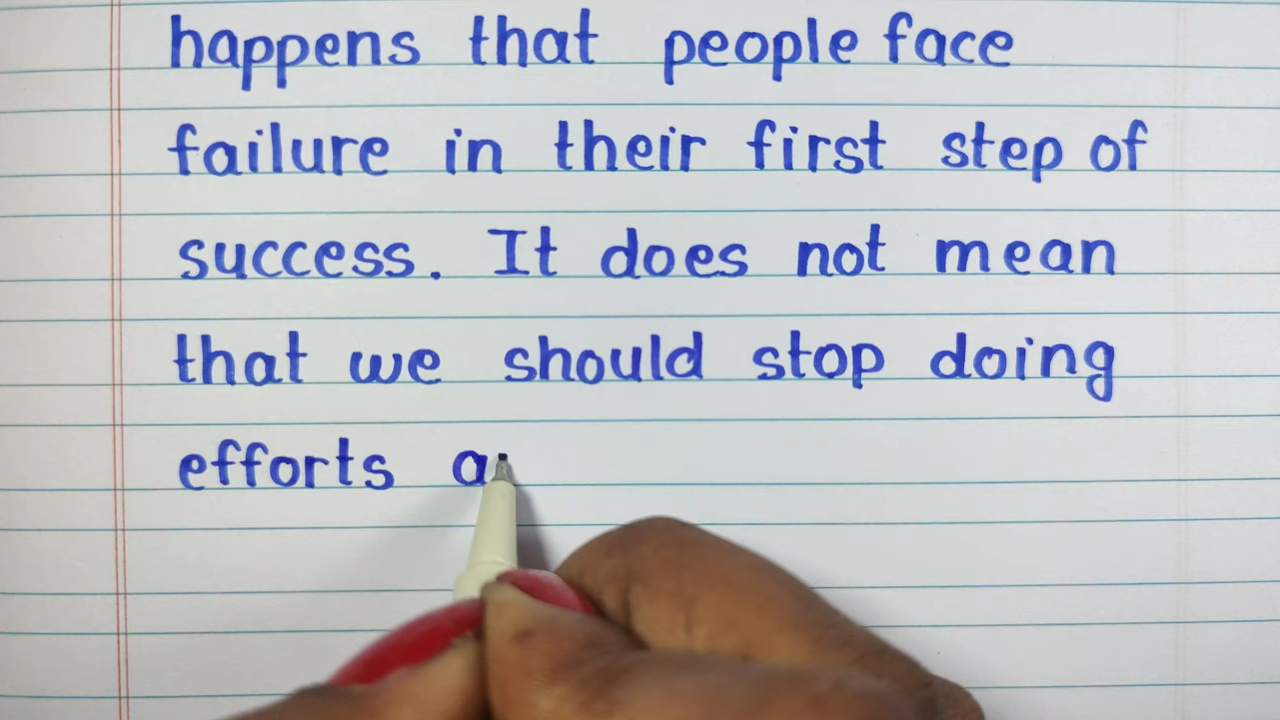 happens that people face
failure in their first step of
success. It does not mean
that we should stop doing
efforts a